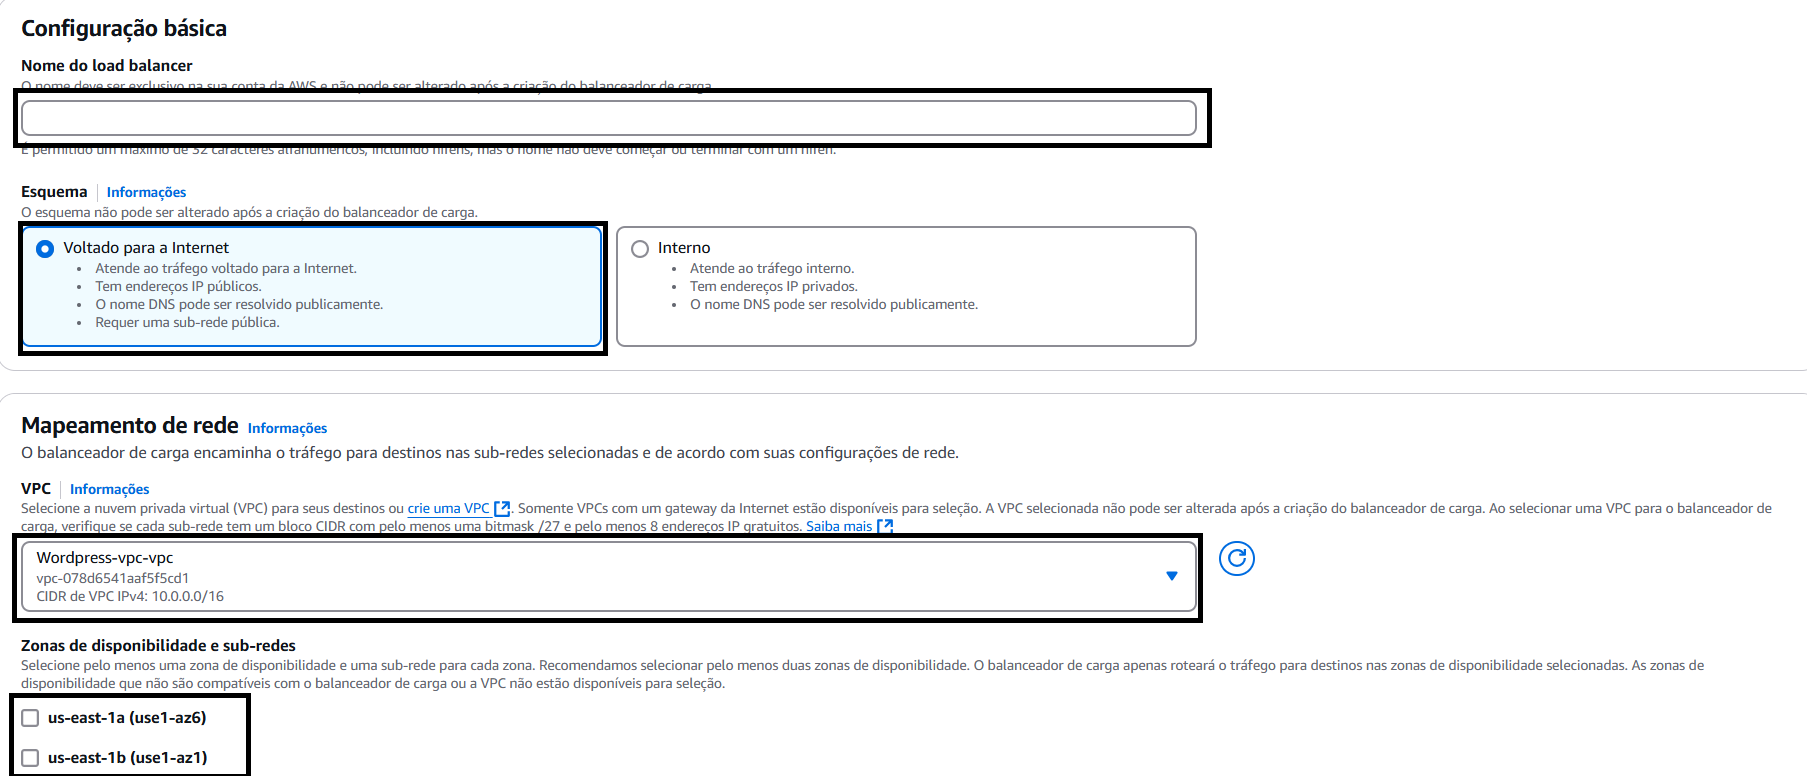 Configuração básica
Nome do load balancer
O nome deve ser exclusivo na sua conta da AWS e não pode ser alterado após a criação do balanceador de carga.
É permitido um máximo de 32 caracteres alfanuméricos, incluindo hifens, mas o nome não deve começar ou terminar com um hífen.
Esquema Informações
O esquema não pode ser alterado após a criação do balanceador de carga.
Voltado para a Internet
• Atende ao tráfego voltado para a Internet.
• Tem endereços IP públicos.
• O nome DNS pode ser resolvido publicamente.
• Requer uma sub-rede pública.
Interno
• Atende ao tráfego interno.
• Tem endereços IP privados.
• O nome DNS pode ser resolvido publicamente.
Mapeamento de rede Informações
O balanceador de carga encaminha o tráfego para destinos nas sub-redes selecionadas e de acordo com suas configurações de rede.
VPC Informações
Selecione a nuvem privada virtual (VPC) para seus destinos ou crie uma VPC. Somente VPCs com um gateway da Internet estão disponíveis para seleção. A VPC selecionada não pode ser alterada após a criação do balanceador de carga. Ao selecionar uma VPC para o balanceador de
carga, verifique se cada sub-rede tem um bloco CIDR com pelo menos uma bitmask /27 e pelo menos 8 endereços IP gratuitos. Saiba mais
Wordpress-vpc-vpc
vpc-078d6541aaf5f5cd1
CIDR de VPC IPv4: 10.0.0.0/16
Zonas de disponibilidade e sub-redes
Selecione pelo menos uma zona de disponibilidade e uma sub-rede para cada zona. Recomendamos selecionar pelo menos duas zonas de disponibilidade. O balanceador de carga apenas roteará o tráfego para destinos nas zonas de disponibilidade selecionadas. As zonas de
disponibilidade que não são compatíveis com o balanceador de carga ou a VPC não estão disponíveis para seleção.
us-east-1a (use1-az6)
us-east-1b (use1-az1)